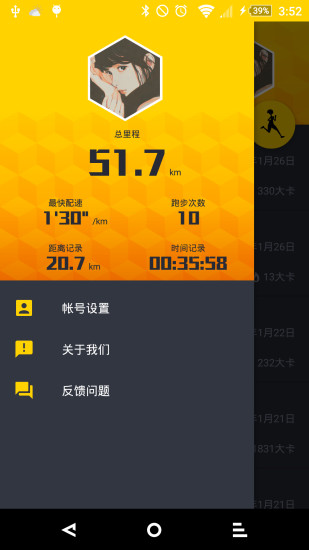 39% 3:52
总里程
51.7 km
最快配速 跑步次数
1'30" /km 10
距离记录 时间记录
20.7 km 00:35:58
帐号设置
关于我们
反馈问题
1月26日
330大卡
1月26日
13大卡
1月22日
232大卡
1月21日
1831大卡
1月21日